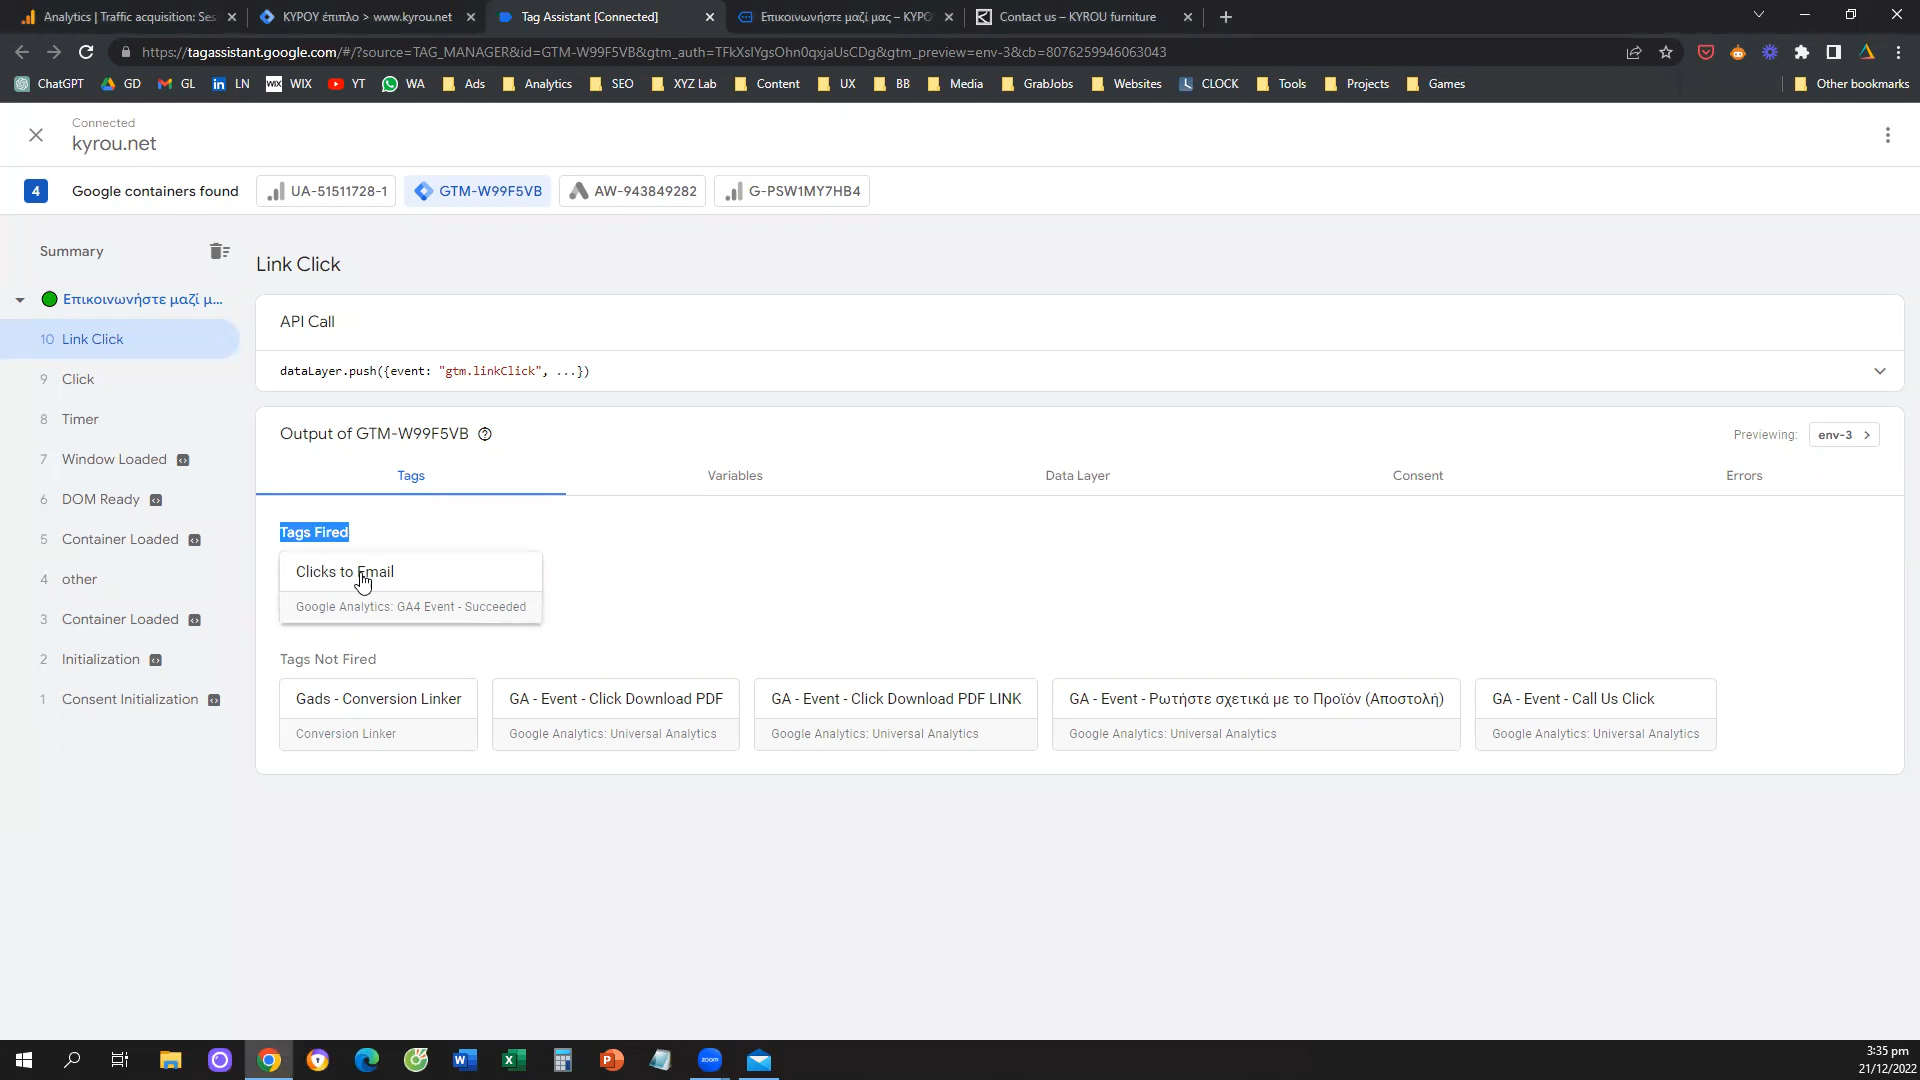 Analytics | Traffic acquisition: Ses
ΚΥΡΟΥ έπιπλο > www.kyrou.net
Tag Assistant [Connected]
Επικοινωνήστε μαζί μας – ΚΥΡΟ
Contact us – KYROU furniture
https://tagassistant.google.com/#/?source=TAG_MANAGER&id=GTM-W99F5VB&gtm_auth=TFkXslYgsOhn0qxjaUsCDg&gtm_preview=env-3&cb=8076259946063043
ChatGPT GD GL LN WIX YT WA Ads Analytics SEO XYZ Lab Content UX BB Media GrabJobs Websites CLOCK Tools Projects Games Other bookmarks
Connected
kyrou.net
4 Google containers found UA-51511728-1 GTM-W99F5VB AW-943849282 G-PSW1MY7HB4
Summary
Επικοινωνήστε μαζί μ...
10 Link Click
9 Click
8 Timer
7 Window Loaded
6 DOM Ready
5 Container Loaded
4 other
3 Container Loaded
2 Initialization
1 Consent Initialization
Link Click
API Call
dataLayer.push({event: "gtm.linkClick", ...})
Output of GTM-W99F5VB
Previewing: env-3
Tags Variables Data Layer Consent Errors
Tags Fired
Clicks to Email
Google Analytics: GA4 Event - Succeeded
Tags Not Fired
Gads - Conversion Linker
Conversion Linker
GA - Event - Click Download PDF
Google Analytics: Universal Analytics
GA - Event - Click Download PDF LINK
Google Analytics: Universal Analytics
GA - Event - Ρωτήστε σχετικά με το Προϊόν (Αποστολή)
Google Analytics: Universal Analytics
GA - Event - Call Us Click
Google Analytics: Universal Analytics
zoom
3:35 pm
21/12/2022